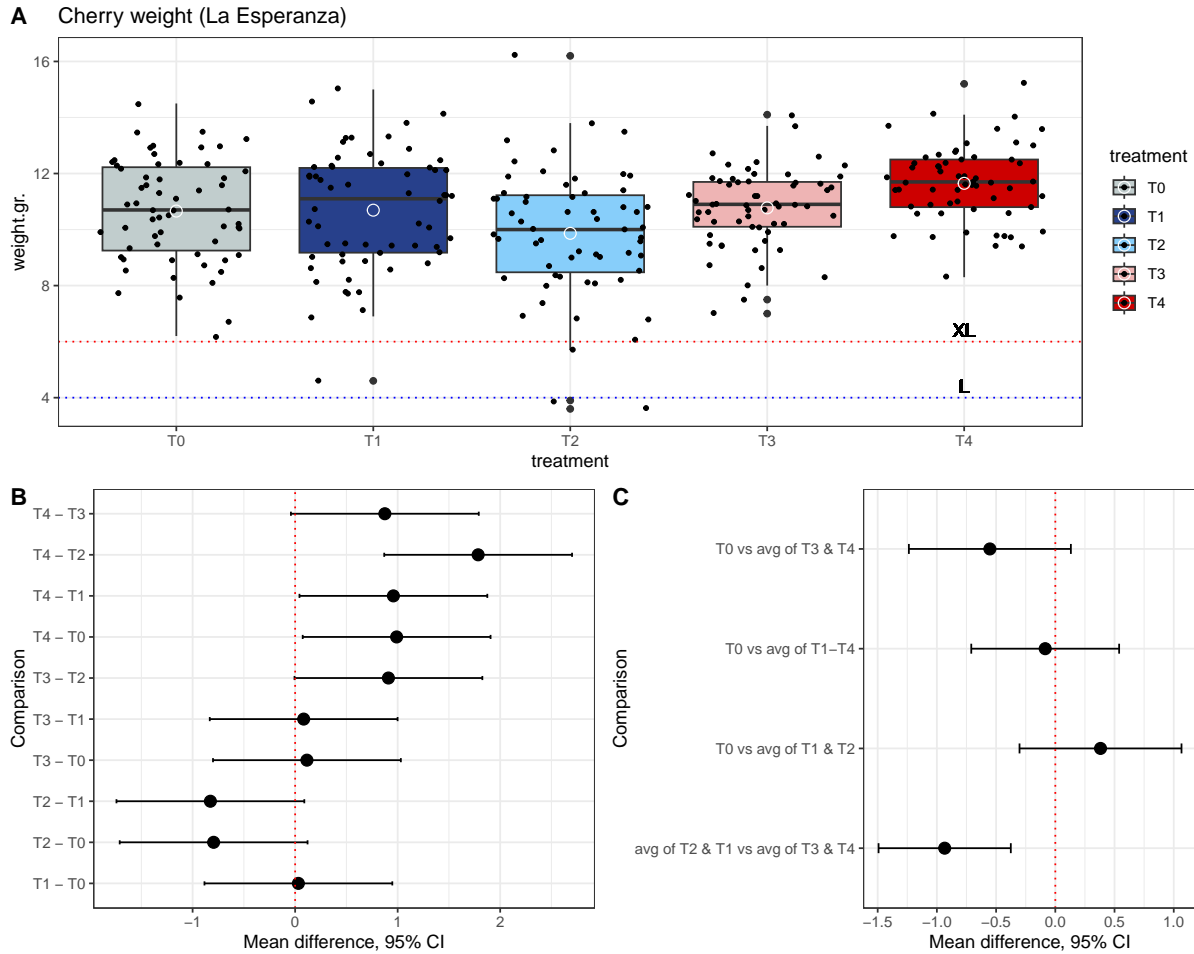 A Cherry weight (La Esperanza)
16
12
8
4
weight.gr.
XL
L
T0 T1 T2 T3 T4
treatment
treatment
T0
T1
T2
T3
T4
B
T4 − T3
T4 − T2
T4 − T1
T4 − T0
T3 − T2
T3 − T1
T3 − T0
T2 − T1
T2 − T0
T1 − T0
Comparison
−1 0 1 2
Mean difference, 95% CI
C
T0 vs avg of T3 & T4
T0 vs avg of T1−T4
T0 vs avg of T1 & T2
avg of T2 & T1 vs avg of T3 & T4
Comparison
−1.5 −1.0 −0.5 0.0 0.5 1.0
Mean difference, 95% CI